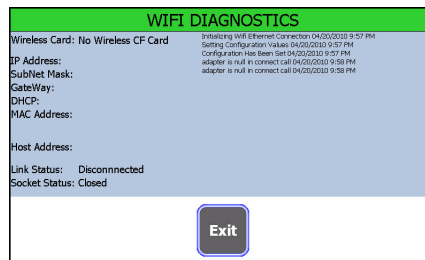 WIFI DIAGNOSTICS
Wireless Card: No Wireless CF Card
IP Address:
SubNet Mask:
GateWay:
DHCP:
MAC Address:
Host Address:
Link Status: Disconnnected
Socket Status: Closed
Initializing Wifi Ethernet Connection 04/20/2010 9:57 PM
Setting Configuration Values 04/20/2010 9:57 PM
Configuration Has Been Set 04/20/2010 9:57 PM
adapter is null in connect call 04/20/2010 9:58 PM
adapter is null in connect call 04/20/2010 9:58 PM
Exit